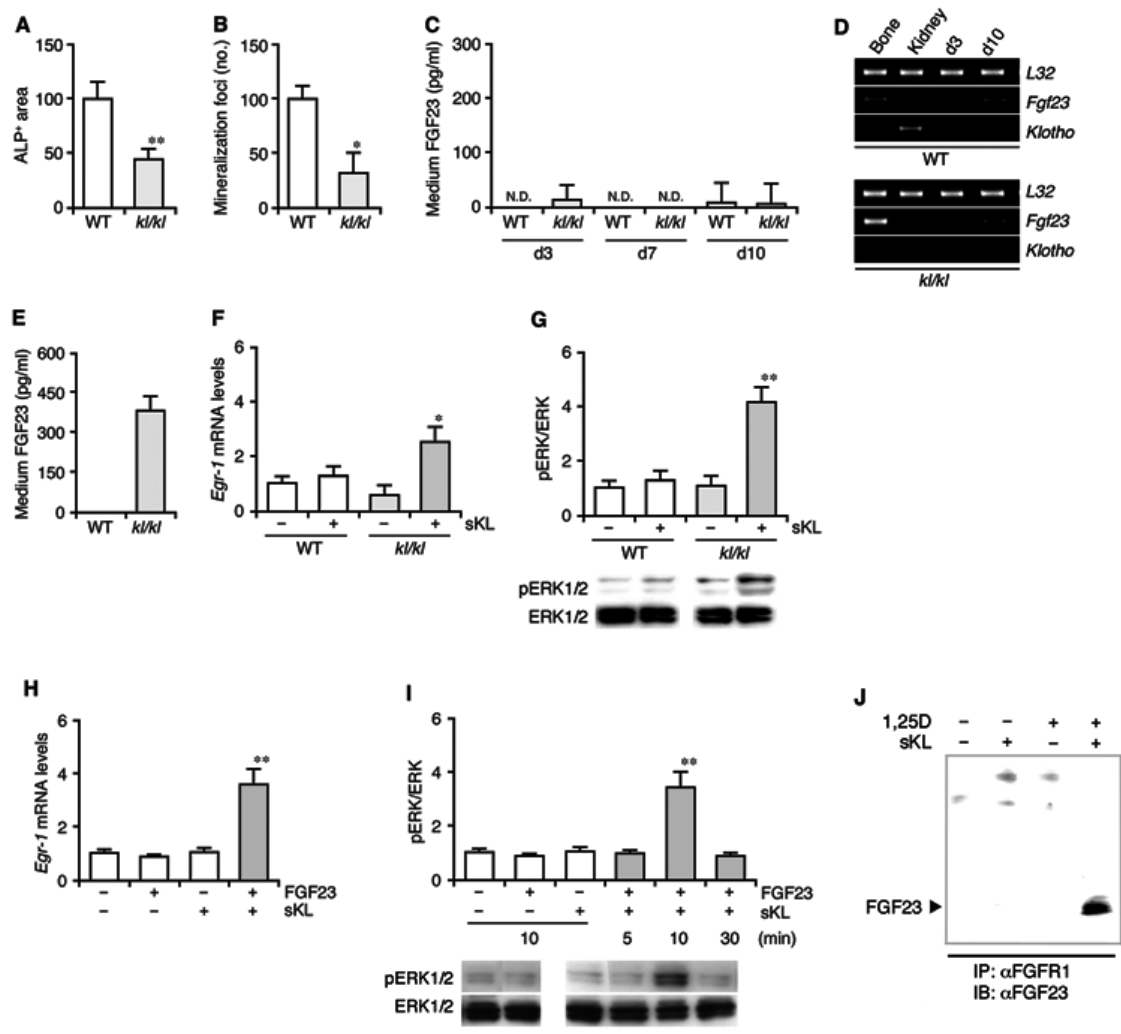 A
ALP+ area
150
100
50
0
**
WT kl/kl
B
Mineralization foci (no.)
150
100
50
0
*
WT kl/kl
C
Medium FGF23 (pg/ml)
300
200
100
0
N.D. N.D. N.D.
WT kl/kl WT kl/kl WT kl/kl
d3 d7 d10
D
Bone Kidney d3 d10
L32
Fgf23
Klotho
WT
L32
Fgf23
Klotho
kl/kl
E
Medium FGF23 (pg/ml)
600
450
300
150
0
WT kl/kl
F
Egr-1 mRNA levels
6
4
2
0
*
− + − + sKL
WT kl/kl
G
pERK/ERK
6
4
2
0
**
− + − + sKL
WT kl/kl
pERK1/2
ERK1/2
H
Egr-1 mRNA levels
6
4
2
0
**
− + − + FGF23
− − + + sKL
I
pERK/ERK
6
4
2
0
**
− + − + + + FGF23
− − + + + + sKL
10 5 10 30 (min)
pERK1/2
ERK1/2
J
1,25D − − + +
sKL − + − +
FGF23
IP: αFGFR1
IB: αFGF23